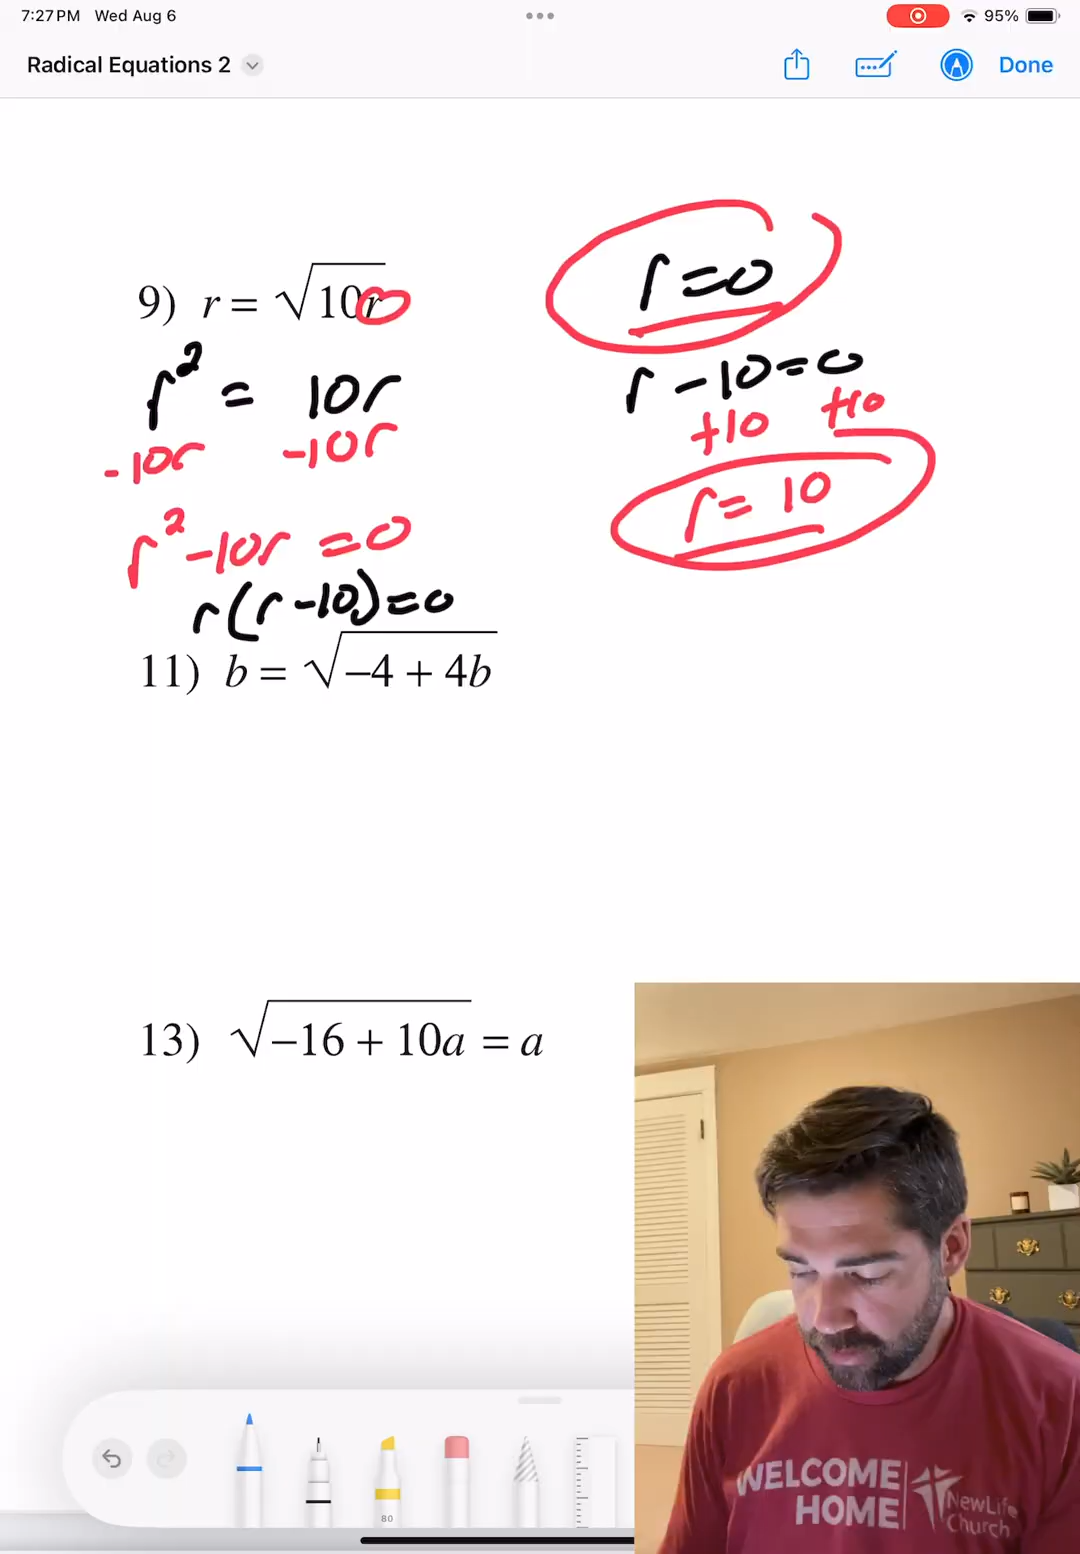 7:27 PM Wed Aug 6
95%
Radical Equations 2
Done
9) r = √10r
r² = 10r
-10r -10r
r² -10r = 0
r(r-10)=0
r=0
r -10=0
+10 +10
r= 10
11) b = √−4 + 4b
13) √−16 + 10a = a
80
WELCOME
HOME
NewLife
Church